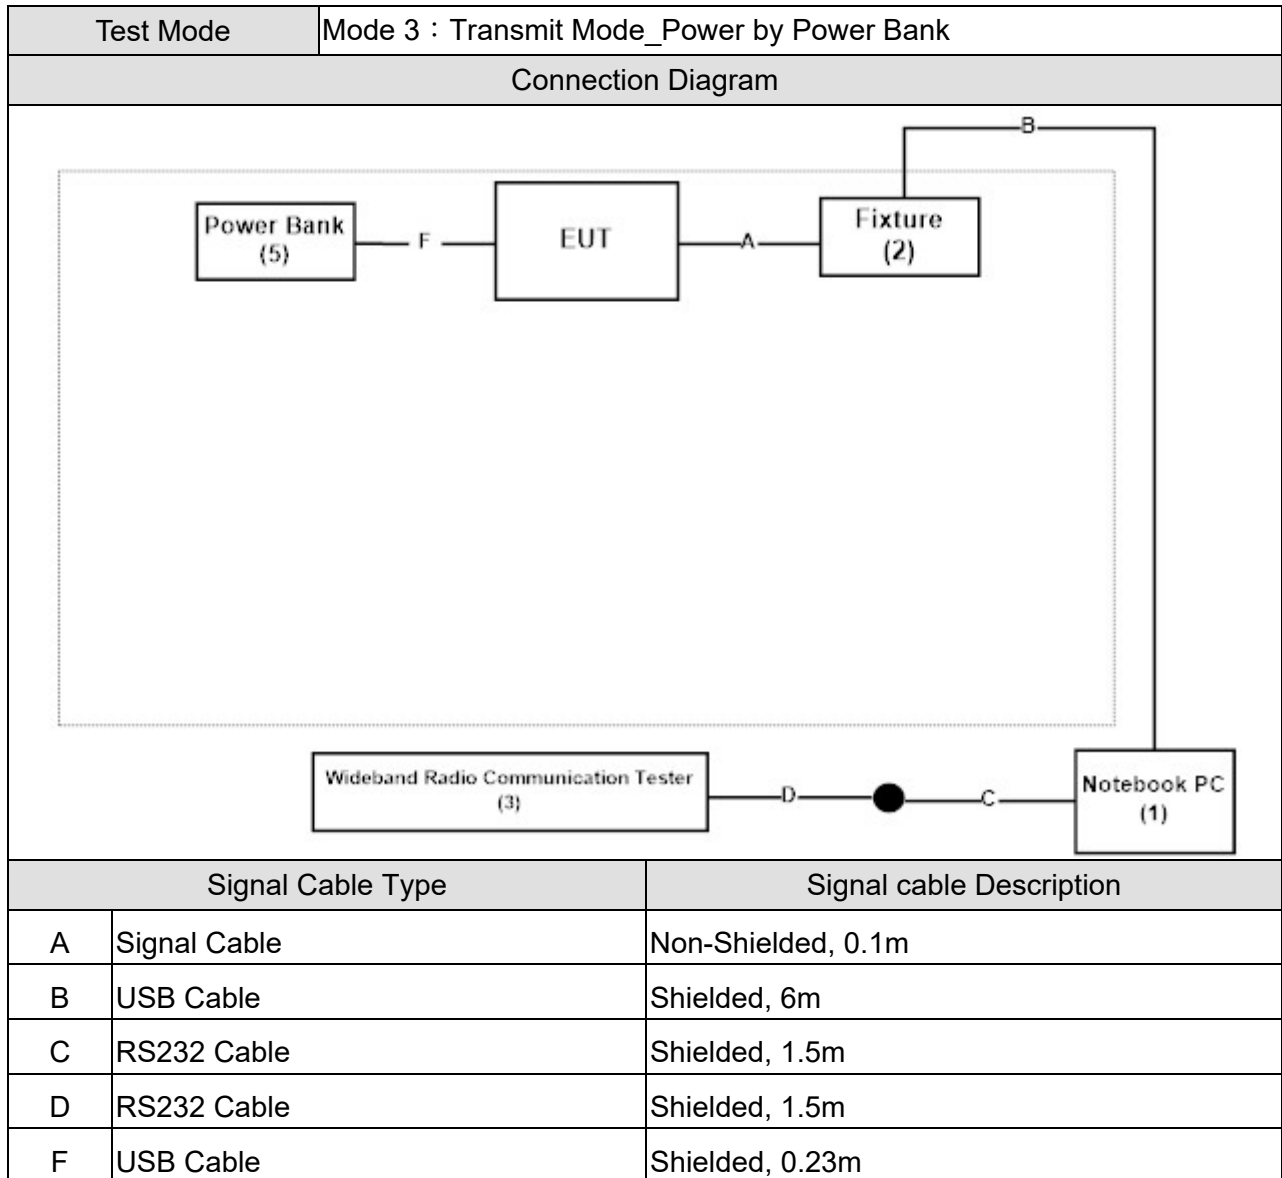 Test Mode Mode 3：Transmit Mode_Power by Power Bank
Connection Diagram
B
Power Bank
(5)
F
EUT
A
Fixture
(2)
Wideband Radio Communication Tester
(3)
D
C
Notebook PC
(1)
Signal Cable Type Signal cable Description
A Signal Cable Non-Shielded, 0.1m
B USB Cable Shielded, 6m
C RS232 Cable Shielded, 1.5m
D RS232 Cable Shielded, 1.5m
F USB Cable Shielded, 0.23m